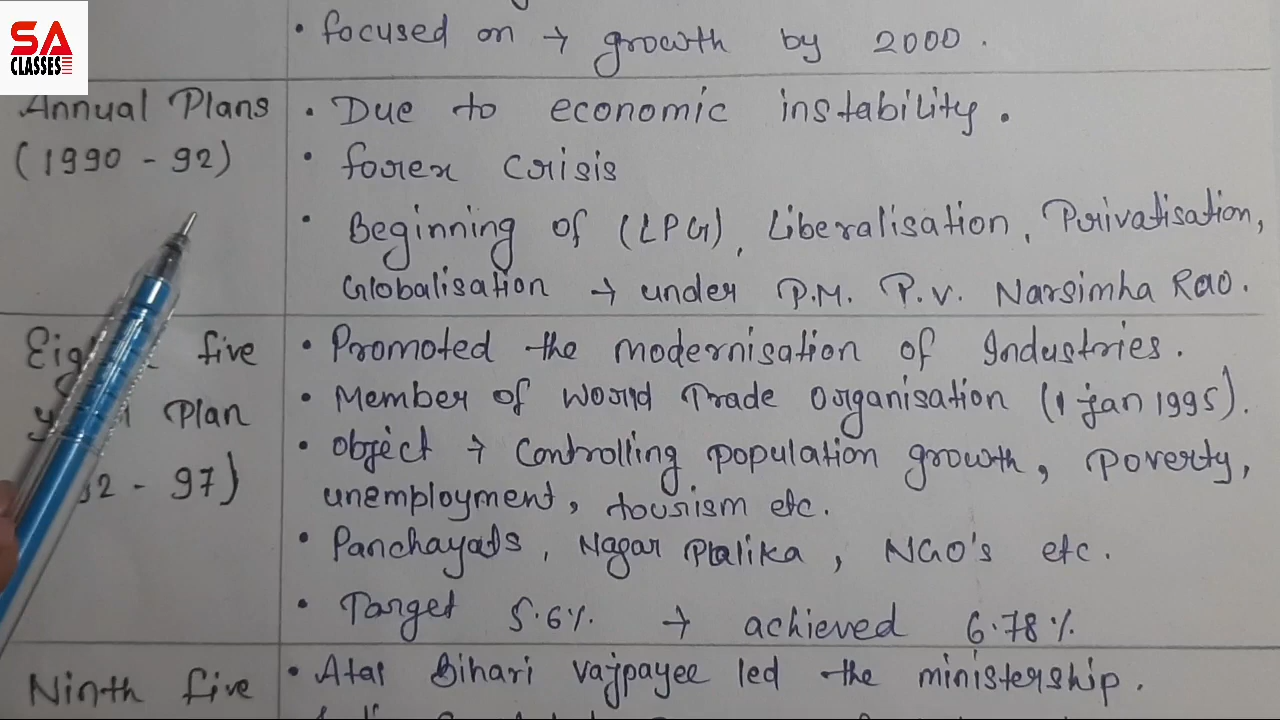 SA
CLASSES
• focused on → growth by 2000.
Annual Plans
(1990 - 92)
• Due to economic instability.
• forex Crisis
• Beginning of (LPG), Liberalisation, Privatisation,
Globalisation → under P.M. P.V. Narsimha Rao.
five
Plan
2 - 97)
• Promoted the modernisation of Industries.
• Member of World Trade Organisation (1 jan 1995).
• Object → Controlling population growth, poverty,
unemployment, tourism etc.
• Panchayats, Nagar Palika, NGO's etc.
• Target 5.6% → achieved 6.78%
Ninth five
• Atal Bihari Vajpayee led the ministership.